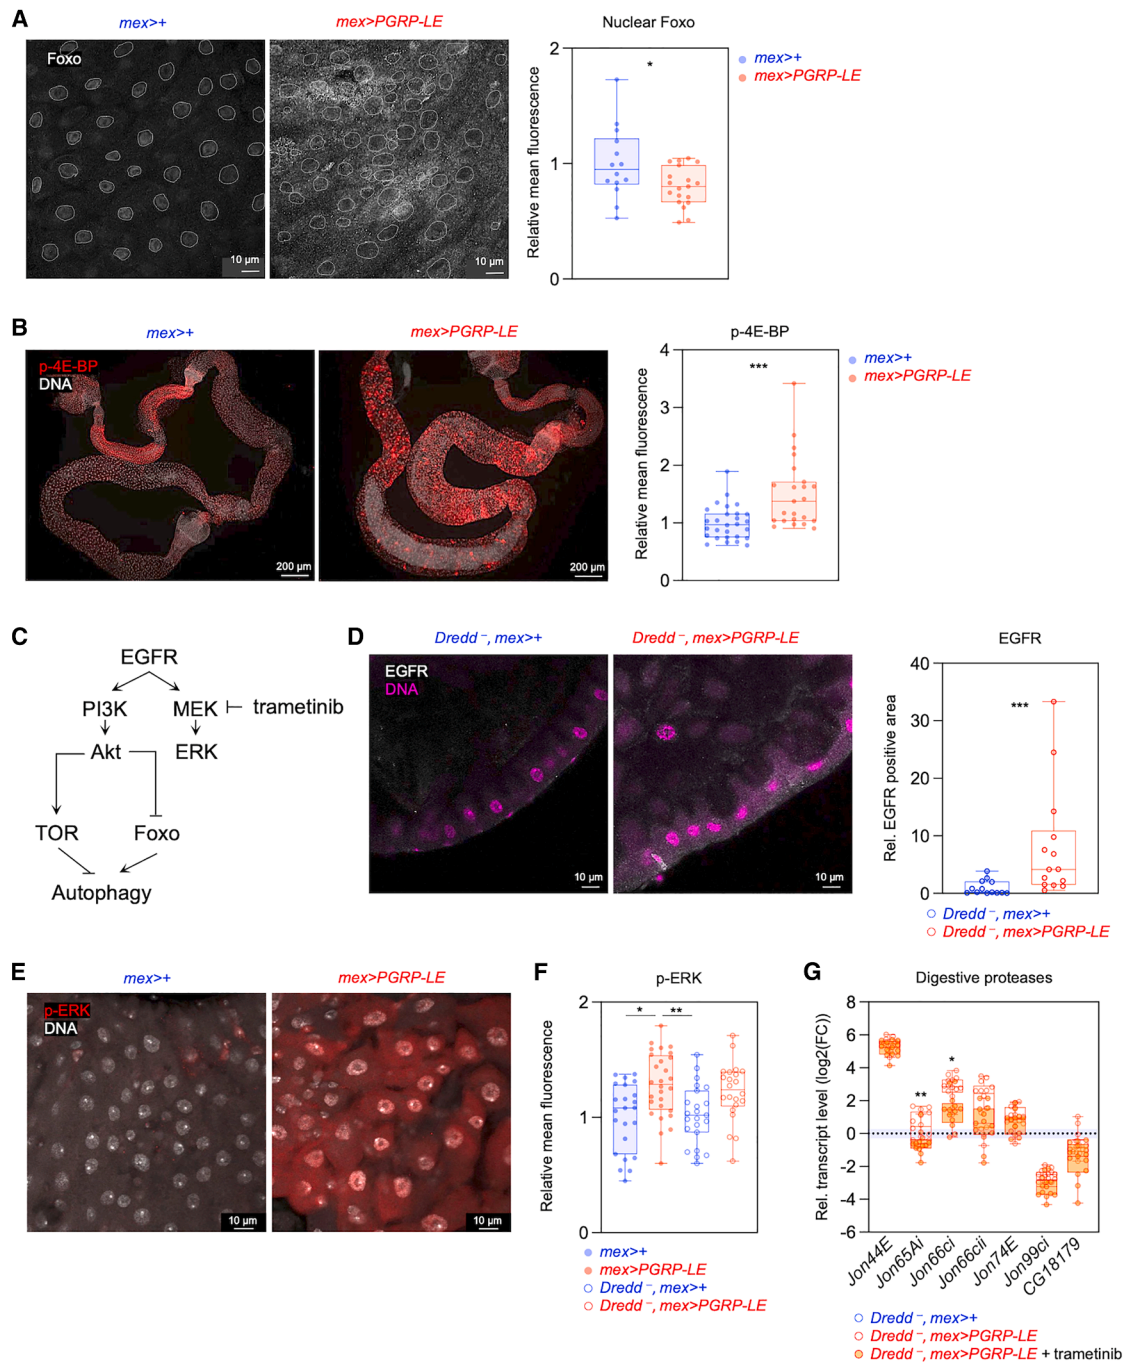 A
mex>+
mex>PGRP-LE
Foxo
10 µm
10 µm
Nuclear Foxo
Relative mean fluorescence
2
1
0
*
mex>+
mex>PGRP-LE
B
mex>+
mex>PGRP-LE
p-4E-BP
DNA
200 µm
200 µm
p-4E-BP
Relative mean fluorescence
4
3
2
1
0
***
mex>+
mex>PGRP-LE
C
EGFR
PI3K
MEK
trametinib
Akt
ERK
TOR
Foxo
Autophagy
D
Dredd⁻, mex>+
Dredd⁻, mex>PGRP-LE
EGFR
DNA
10 µm
10 µm
EGFR
Rel. EGFR positive area
40
30
20
10
0
***
Dredd⁻, mex>+
Dredd⁻, mex>PGRP-LE
E
mex>+
mex>PGRP-LE
p-ERK
DNA
10 µm
10 µm
F
p-ERK
Relative mean fluorescence
2
1
0
*
**
mex>+
mex>PGRP-LE
Dredd⁻, mex>+
Dredd⁻, mex>PGRP-LE
G
Digestive proteases
Rel. transcript level (log2(FC))
8
6
4
2
0
-2
-4
-6
**
*
Jon44E
Jon65Ai
Jon66ci
Jon66cii
Jon74E
Jon99ci
CG18179
Dredd⁻, mex>+
Dredd⁻, mex>PGRP-LE
Dredd⁻, mex>PGRP-LE + trametinib